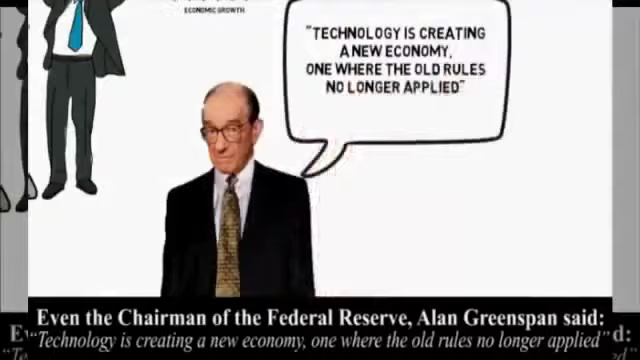 ECONOMIC GROWTH
"TECHNOLOGY IS CREATING
A NEW ECONOMY,
ONE WHERE THE OLD RULES
NO LONGER APPLIED"
Even the Chairman of the Federal Reserve, Alan Greenspan said:
"Technology is creating a new economy, one where the old rules no longer applied"